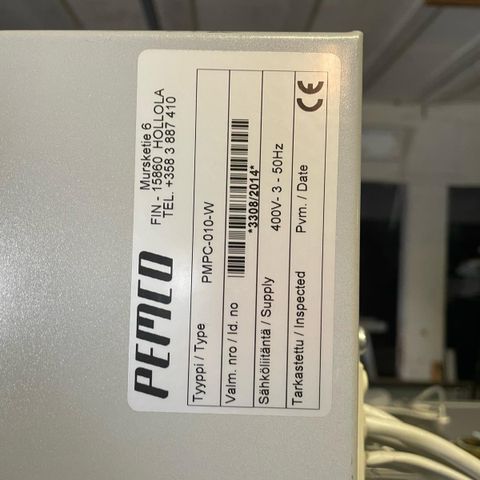 PEMCO
Mursketie 6
FIN - 15860 HOLLOLA
TEL. +358 3 887 410
Tyyppi / Type PMPC-010-W
Valm. nro / Id. no *3308/2014*
Sähköliitäntä / Supply 400V- 3 - 50Hz
Tarkastettu / Inspected Pvm. / Date CE